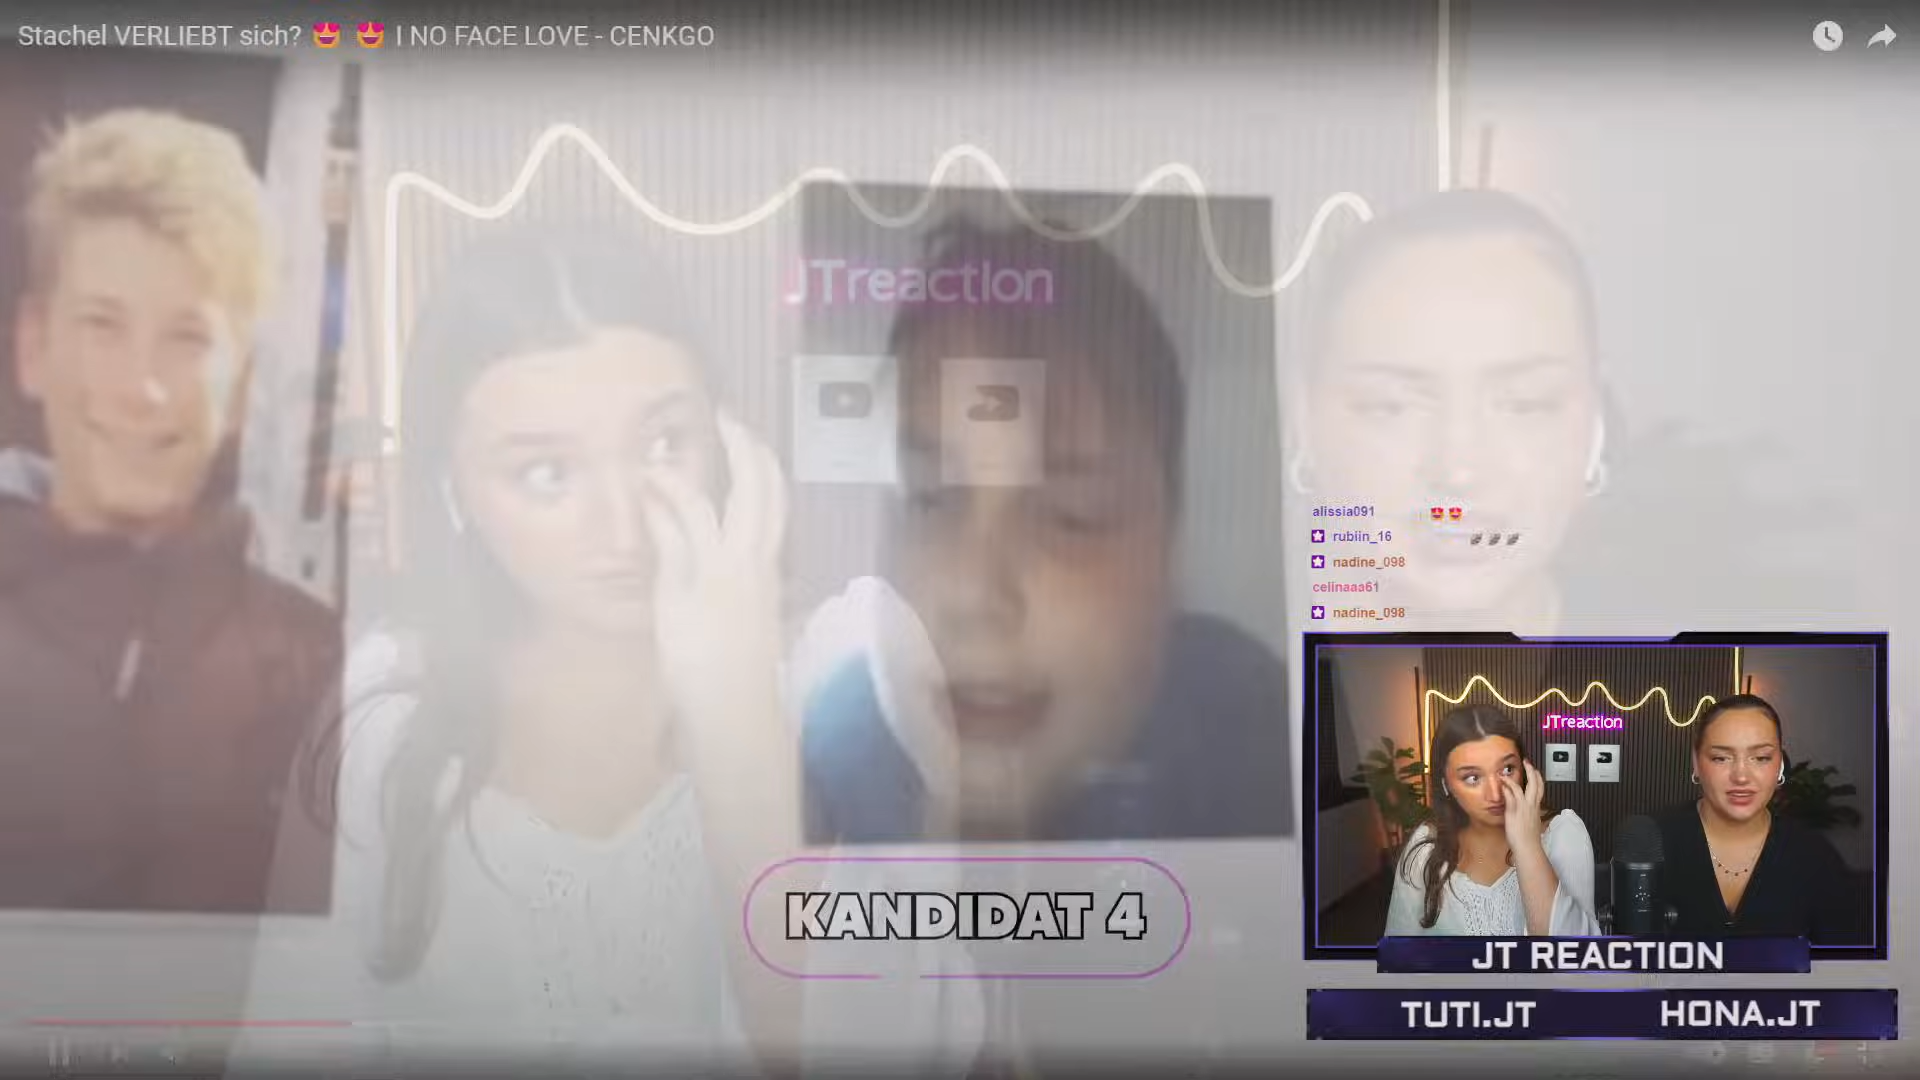 Stachel VERLIEBT sich? 😍 😍 I NO FACE LOVE - CENKGO
JTreaction
alissia091
rubiin_16
nadine_098
celinaaa61
nadine_098
JTreaction
KANDIDAT 4
JT REACTION
TUTI.JT HONA.JT